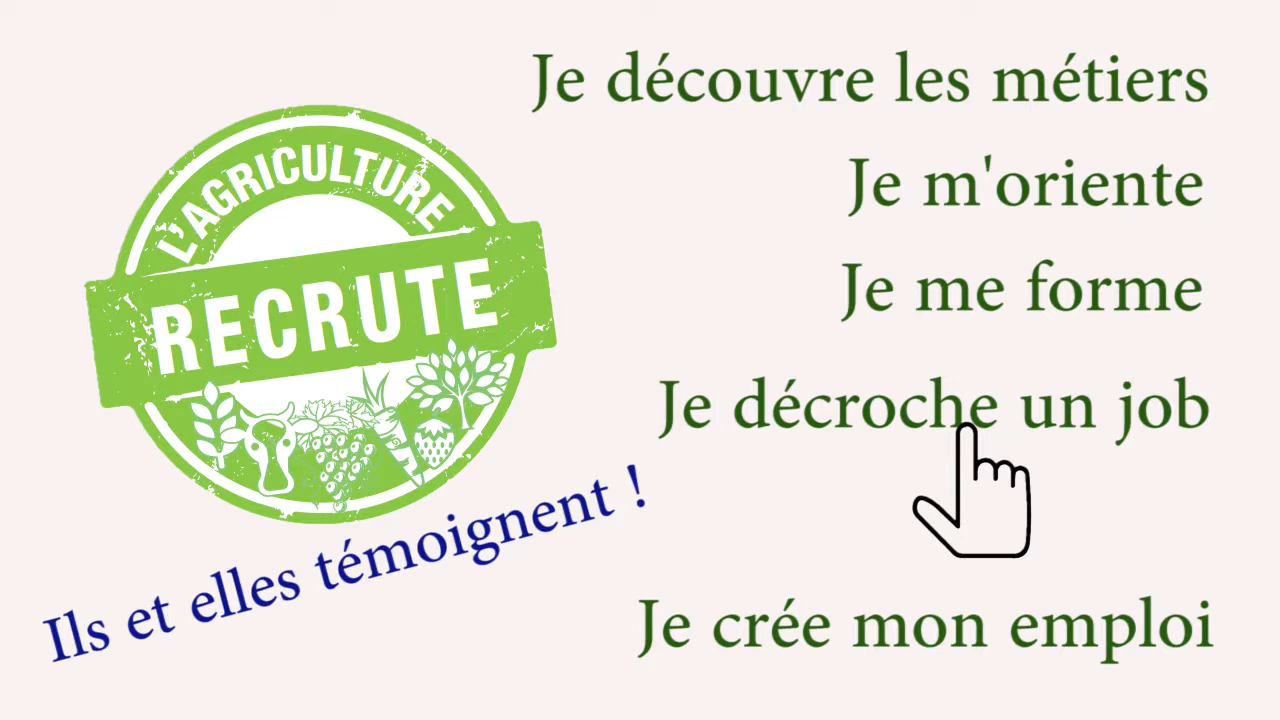 L'AGRICULTURE
RECRUTE
Ils et elles témoignent !
Je découvre les métiers
Je m'oriente
Je me forme
Je décroche un job
Je crée mon emploi